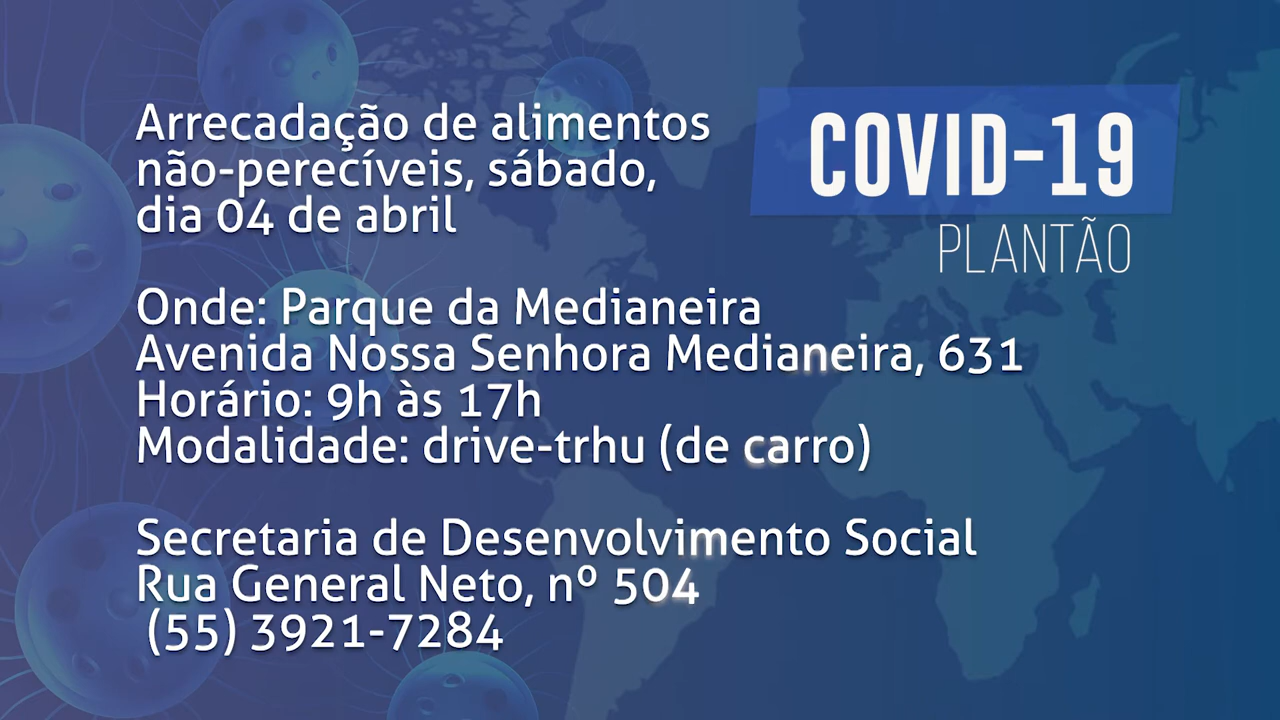 Arrecadação de alimentos
não-perecíveis, sábado,
dia 04 de abril
COVID-19
PLANTÃO
Onde: Parque da Medianeira
Avenida Nossa Senhora Medianeira, 631
Horário: 9h às 17h
Modalidade: drive-trhu (de carro)
Secretaria de Desenvolvimento Social
Rua General Neto, nº 504
(55) 3921-7284